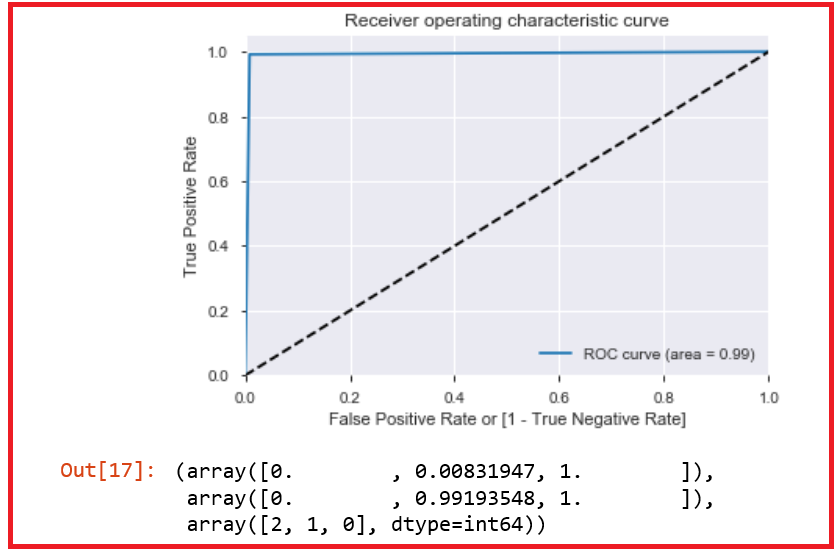 Receiver operating characteristic curve
1.0
0.8
0.6
0.4
0.2
0.0
True Positive Rate
ROC curve (area = 0.99)
0.0 0.2 0.4 0.6 0.8 1.0
False Positive Rate or [1 - True Negative Rate]
Out[17]: (array([0.        , 0.00831947, 1.        ]),
array([0.        , 0.99193548, 1.        ]),
array([2, 1, 0], dtype=int64))